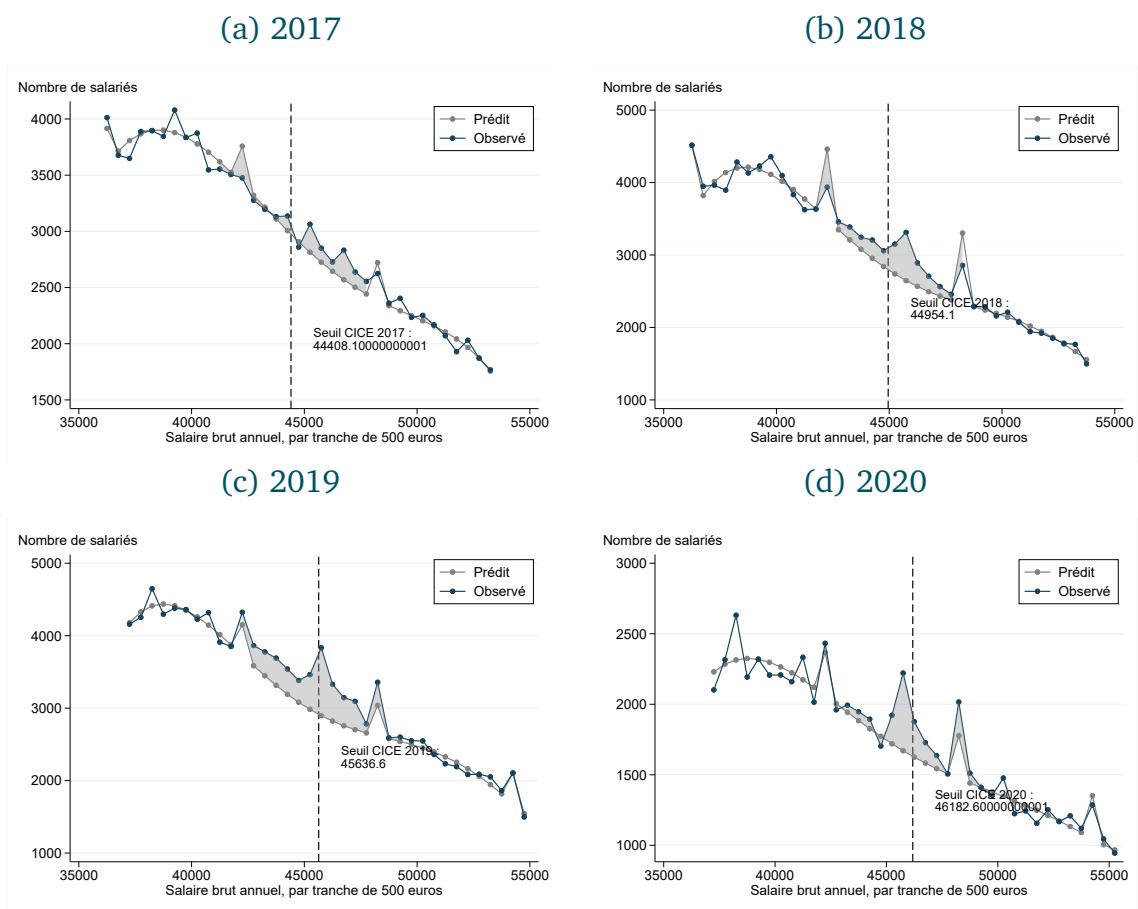 (a) 2017
Nombre de salariés
4000
3500
3000
2500
2000
1500
Prédit
Observé
Seuil CICE 2017 :
44408.10000000001
35000 40000 45000 50000 55000
Salaire brut annuel, par tranche de 500 euros
(b) 2018
Nombre de salariés
5000
4000
3000
2000
1000
Prédit
Observé
Seuil CICE 2018 :
44954.1
35000 40000 45000 50000 55000
Salaire brut annuel, par tranche de 500 euros
(c) 2019
Nombre de salariés
5000
4000
3000
2000
1000
Prédit
Observé
Seuil CICE 2019 :
45636.6
35000 40000 45000 50000 55000
Salaire brut annuel, par tranche de 500 euros
(d) 2020
Nombre de salariés
3000
2500
2000
1500
1000
Prédit
Observé
Seuil CICE 2020 :
46182.60000000001
35000 40000 45000 50000 55000
Salaire brut annuel, par tranche de 500 euros